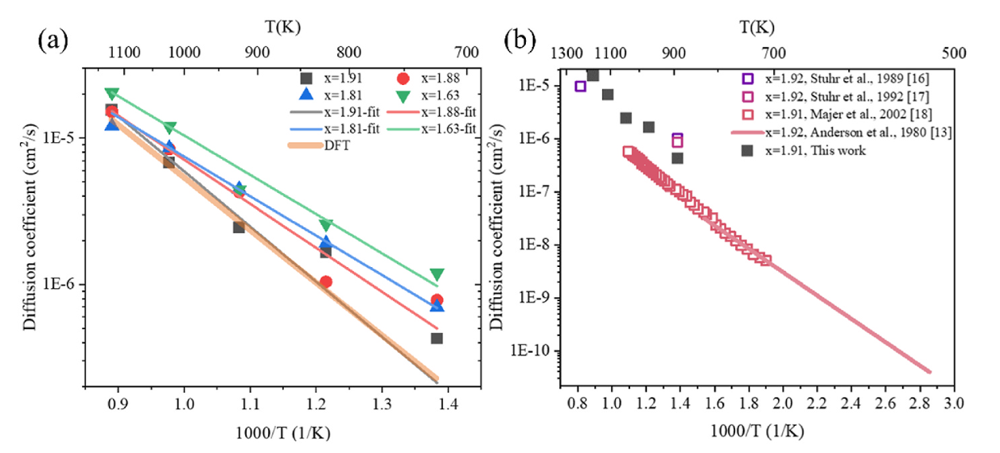 (a)
T(K)
1100 1000 900 800 700
x=1.91 x=1.88
x=1.81 x=1.63
x=1.91-fit x=1.88-fit
x=1.81-fit x=1.63-fit
DFT
1E-5
1E-6
Diffusion coefficient (cm²/s)
0.9 1.0 1.1 1.2 1.3 1.4
1000/T (1/K)
(b)
T(K)
1300 1100 900 700 500
x=1.92, Stuhr et al., 1989 [16]
x=1.92, Stuhr et al., 1992 [17]
x=1.91, Majer et al., 2002 [18]
x=1.92, Anderson et al., 1980 [13]
x=1.91, This work
1E-5
1E-6
1E-7
1E-8
1E-9
1E-10
Diffusion coefficient (cm²/s)
0.8 1.0 1.2 1.4 1.6 1.8 2.0 2.2 2.4 2.6 2.8 3.0
1000/T (1/K)